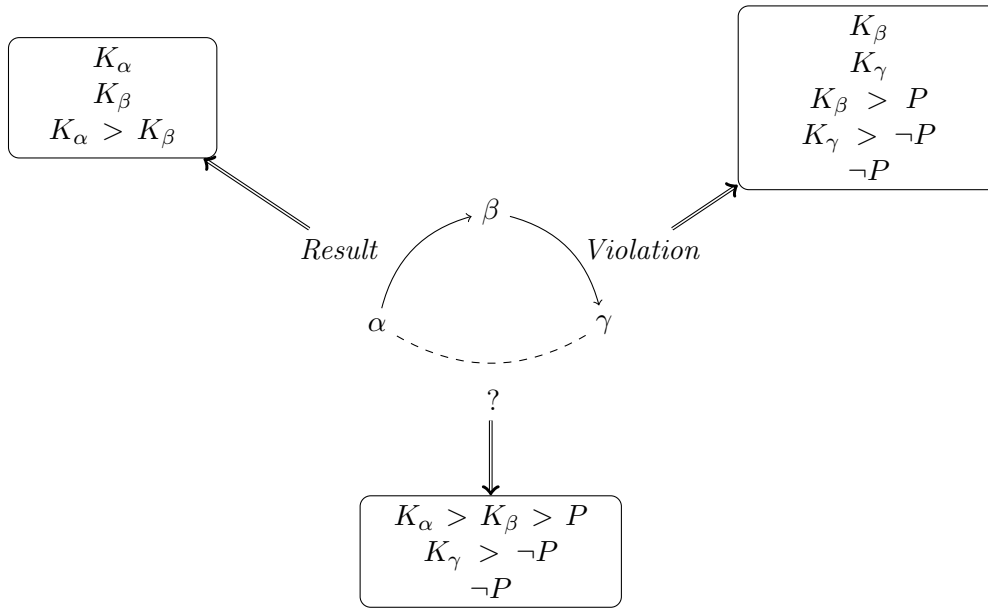 K_α
K_β
K_α > K_β
K_β
K_γ
K_β > P
K_γ > ¬P
¬P
β
Result
Violation
α
γ
?
K_α > K_β > P
K_γ > ¬P
¬P